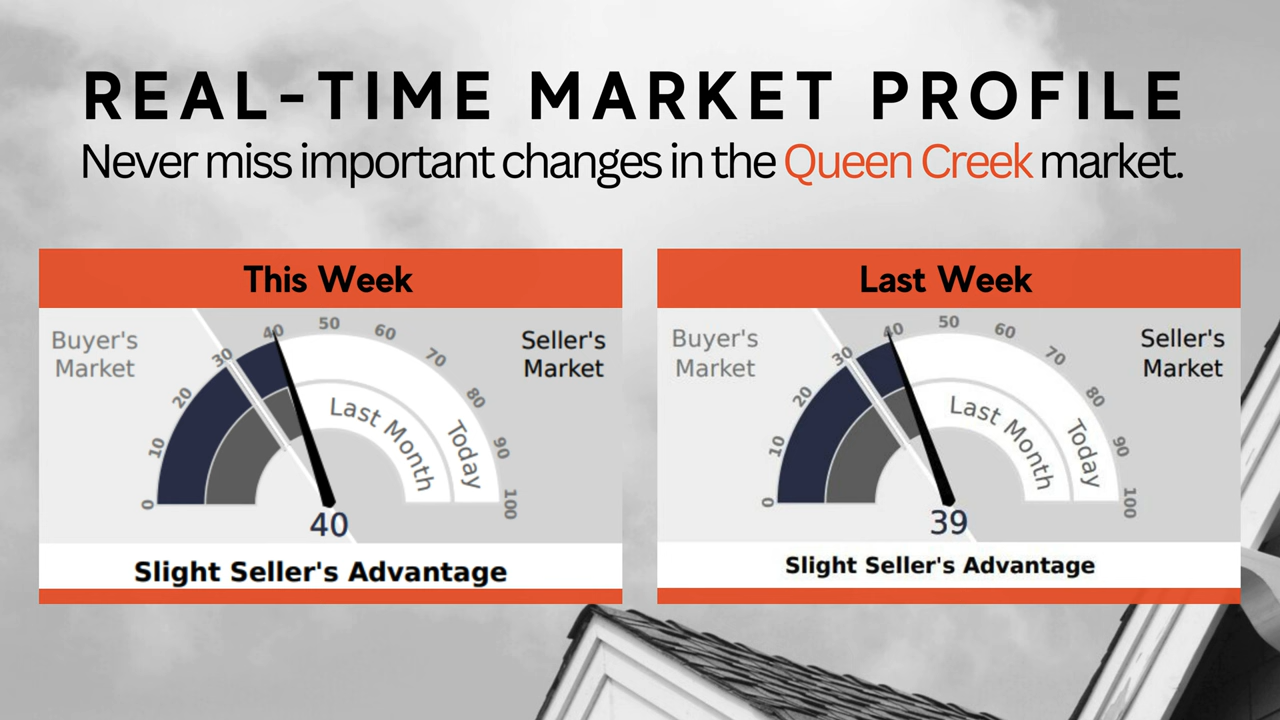 REAL-TIME MARKET PROFILE
Never miss important changes in the Queen Creek market.
This Week
Buyer's
Market
Seller's
Market
0
10
20
30
40
50
60
70
80
90
100
Last Month
Today
40
Slight Seller's Advantage
Last Week
Buyer's
Market
Seller's
Market
0
10
20
30
40
50
60
70
80
90
100
Last Month
Today
39
Slight Seller's Advantage